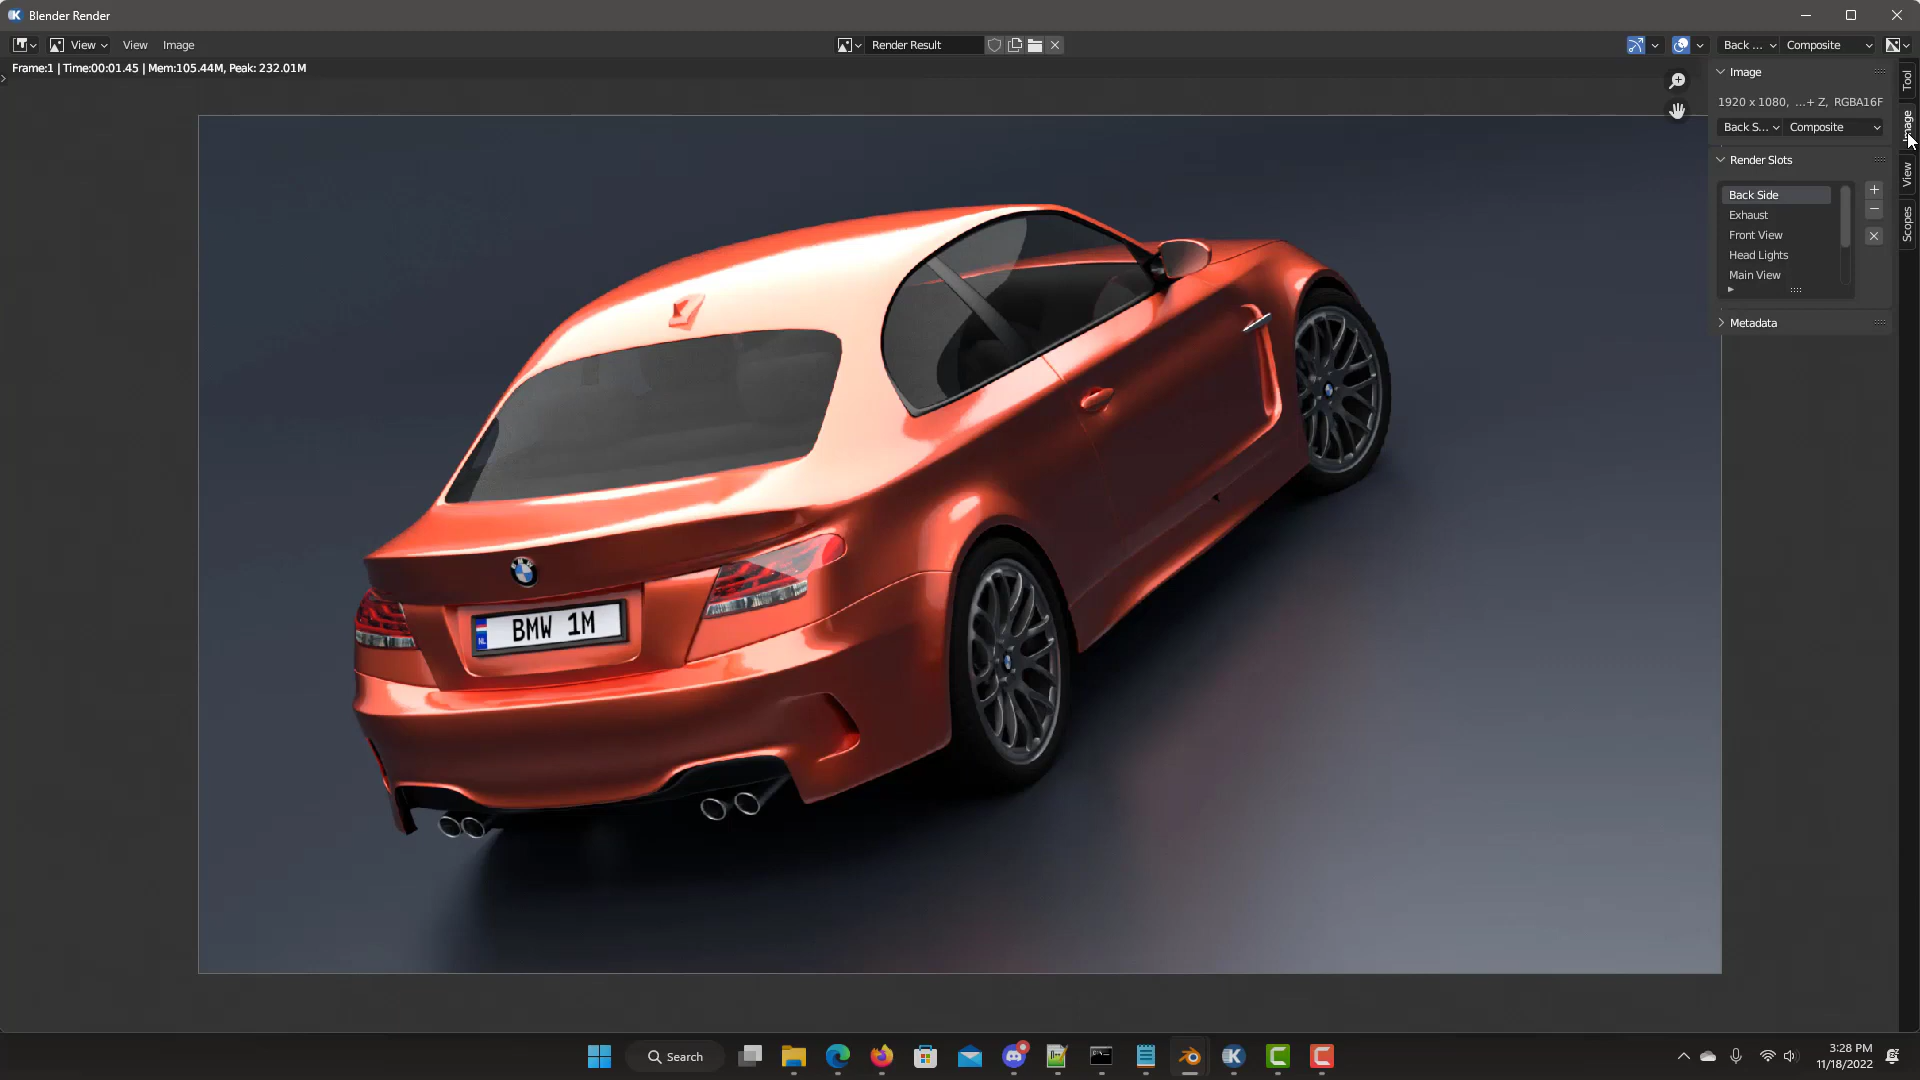 Blender Render
View
View
Image
Render Result
Back ...
Composite
Frame:1 | Time:00:01.45 | Mem:105.44M, Peak: 232.01M
Image
1920 x 1080, ...+ Z, RGBA16F
Back S...
Composite
Render Slots
Back Side
Exhaust
Front View
Head Lights
Main View
Metadata
Tool
Image
View
Scopes
BMW 1M
NL
Search
3:28 PM
11/18/2022